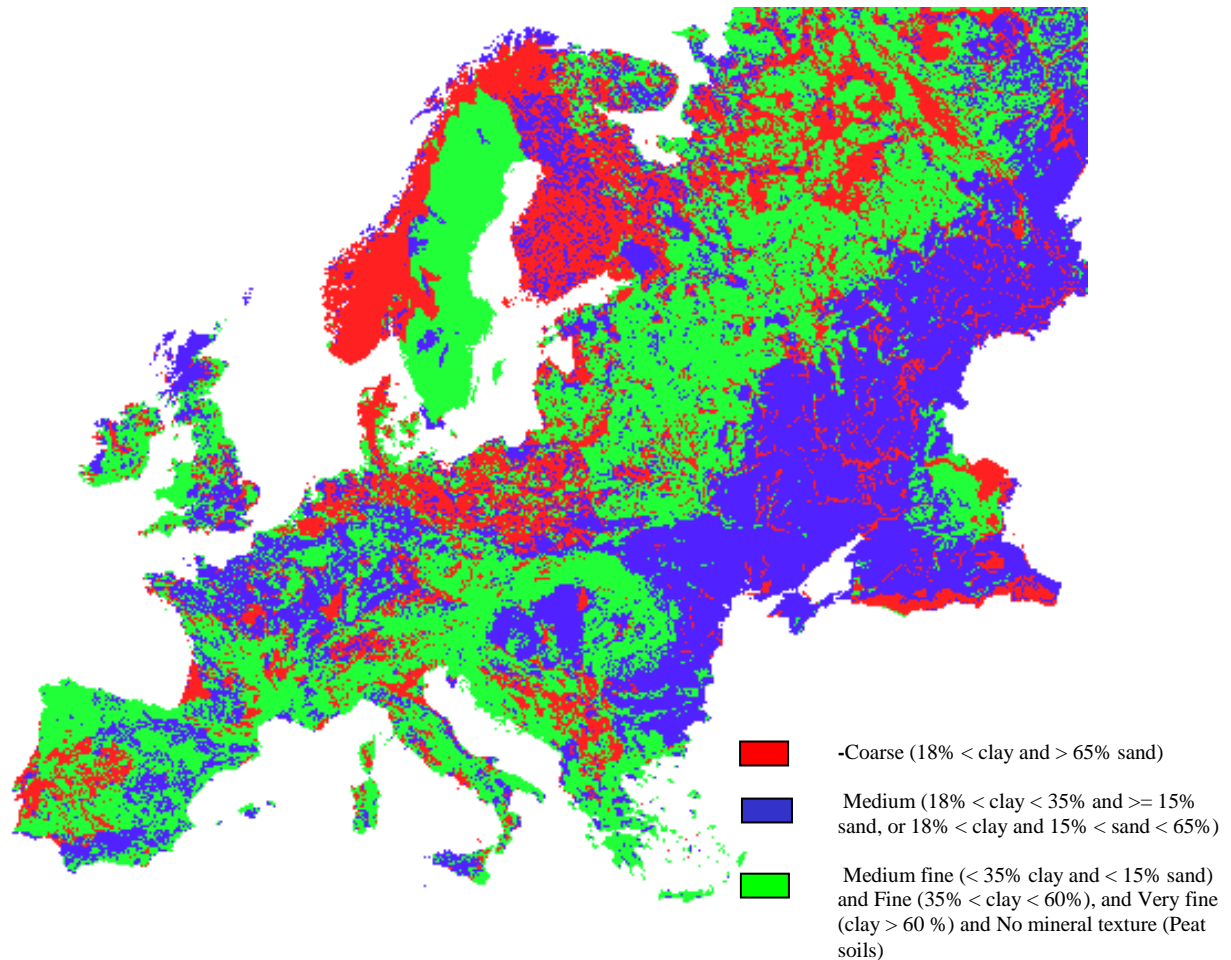 -Coarse (18% < clay and > 65% sand)
Medium (18% < clay < 35% and >= 15%
sand, or 18% < clay and 15% < sand < 65%)
Medium fine (< 35% clay and < 15% sand)
and Fine (35% < clay < 60%), and Very fine
(clay > 60 %) and No mineral texture (Peat
soils)